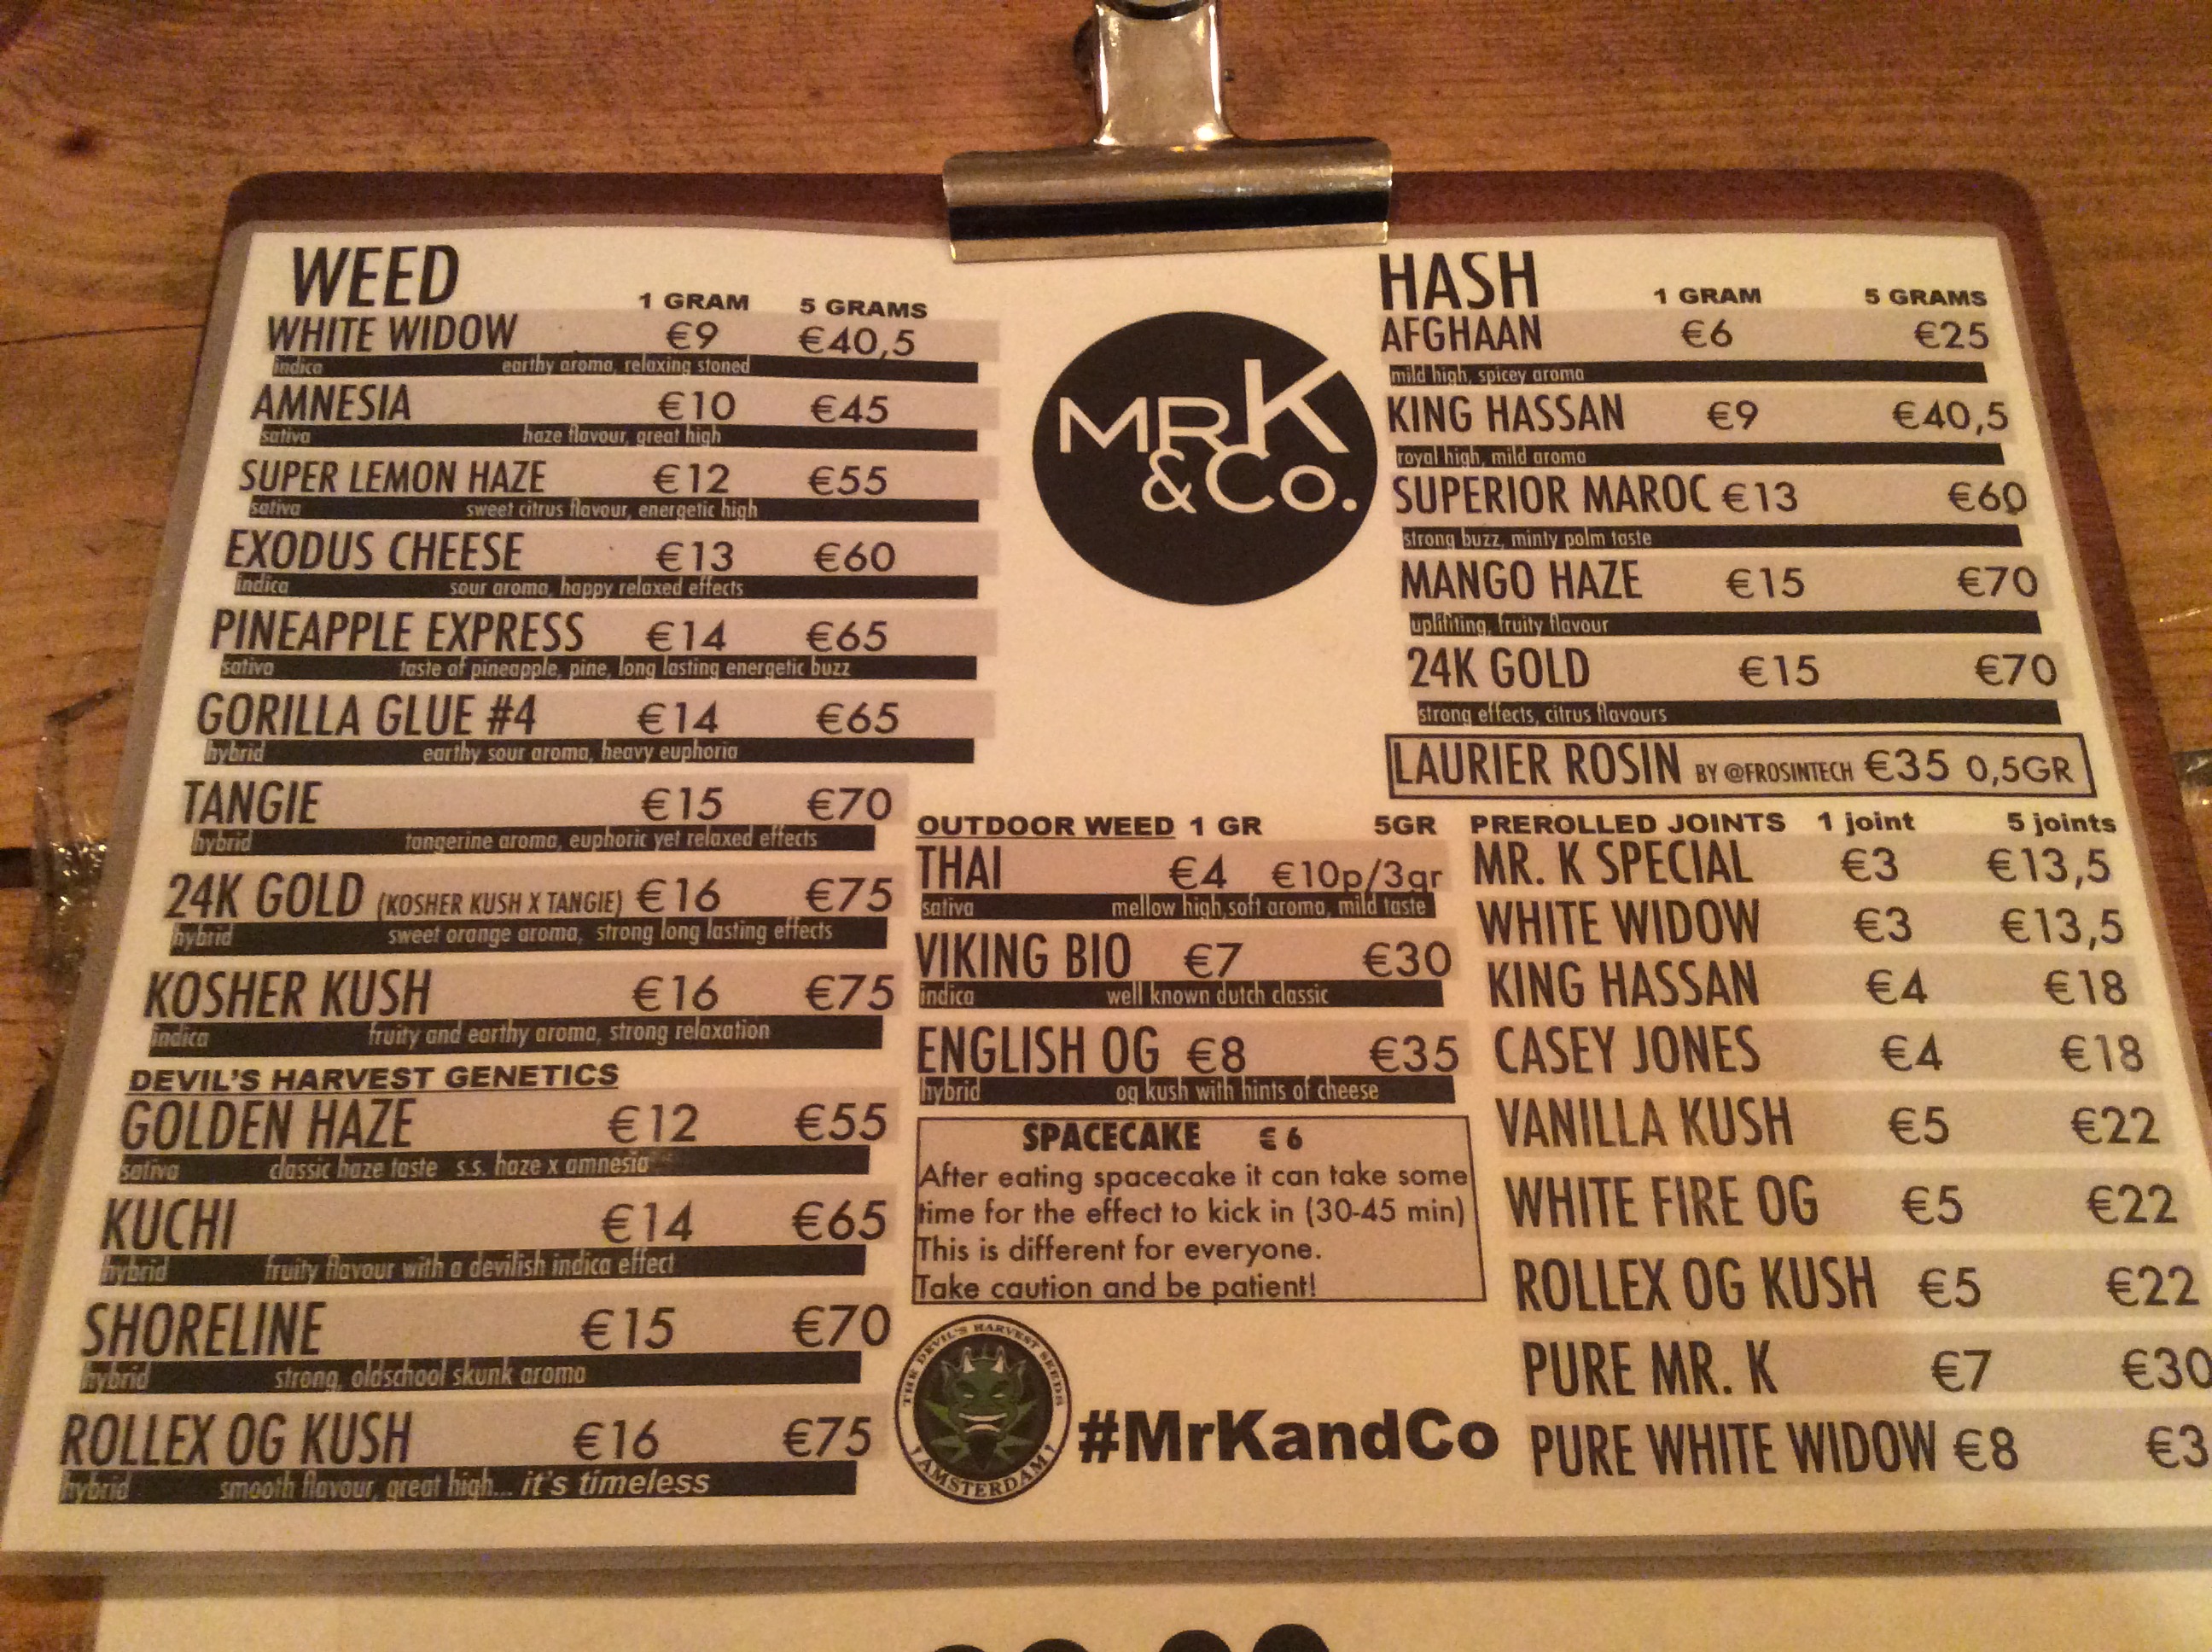 WEED 1 GRAM 5 GRAMS
WHITE WIDOW €9 €40,5
indica earthy aroma, relaxing stoned
AMNESIA €10 €45
sativa haze flavour, great high
SUPER LEMON HAZE €12 €55
sativa sweet citrus flavour, energetic high
EXODUS CHEESE €13 €60
indica sour aroma, happy relaxed effects
PINEAPPLE EXPRESS €14 €65
sativa taste of pineapple, pine, long lasting energetic buzz
GORILLA GLUE #4 €14 €65
hybrid earthy sour aroma, heavy euphoria
TANGIE €15 €70
hybrid tangerine aroma, euphoric yet relaxed effects
24K GOLD (KOSHER KUSH X TANGIE) €16 €75
hybrid sweet orange aroma, strong long lasting effects
KOSHER KUSH €16 €75
indica fruity and earthy aroma, strong relaxation
DEVIL'S HARVEST GENETICS
GOLDEN HAZE €12 €55
sativa classic haze taste s.s. haze x amnesia
KUCHI €14 €65
hybrid fruity flavour with a devilish indica effect
SHORELINE €15 €70
hybrid strong, oldschool skunk aroma
ROLLEX OG KUSH €16 €75
hybrid smooth flavour, great high... it's timeless
MR K
& Co.
OUTDOOR WEED 1 GR 5GR
THAI €4 €10p/3gr
sativa mellow high,soft aroma, mild taste
VIKING BIO €7 €30
indica well known dutch classic
ENGLISH OG €8 €35
hybrid og kush with hints of cheese
SPACECAKE €6
After eating spacecake it can take some
time for the effect to kick in (30-45 min)
This is different for everyone.
Take caution and be patient!
THE DEVIL'S HARVEST SEEDS
AMSTERDAM
#MrKandCo
HASH 1 GRAM 5 GRAMS
AFGHAAN €6 €25
mild high, spicey aroma
KING HASSAN €9 €40,5
royal high, mild aroma
SUPERIOR MAROC €13 €60
strong buzz, minty polm taste
MANGO HAZE €15 €70
uplifiting, fruity flavour
24K GOLD €15 €70
strong effects, citrus flavours
LAURIER ROSIN BY @FROSINTECH €35 0,5GR
PREROLLED JOINTS 1 joint 5 joints
MR. K SPECIAL €3 €13,5
WHITE WIDOW €3 €13,5
KING HASSAN €4 €18
CASEY JONES €4 €18
VANILLA KUSH €5 €22
WHITE FIRE OG €5 €22
ROLLEX OG KUSH €5 €22
PURE MR. K €7 €30
PURE WHITE WIDOW €8 €3